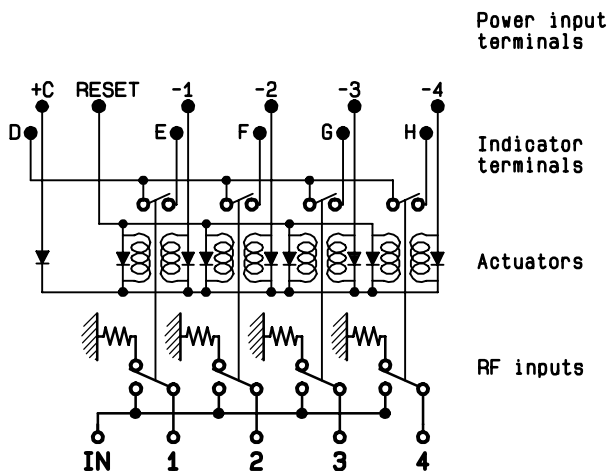 Power input
terminals
+C RESET -1 -2 -3 -4
D E F G H
Indicator
terminals
Actuators
RF inputs
IN 1 2 3 4